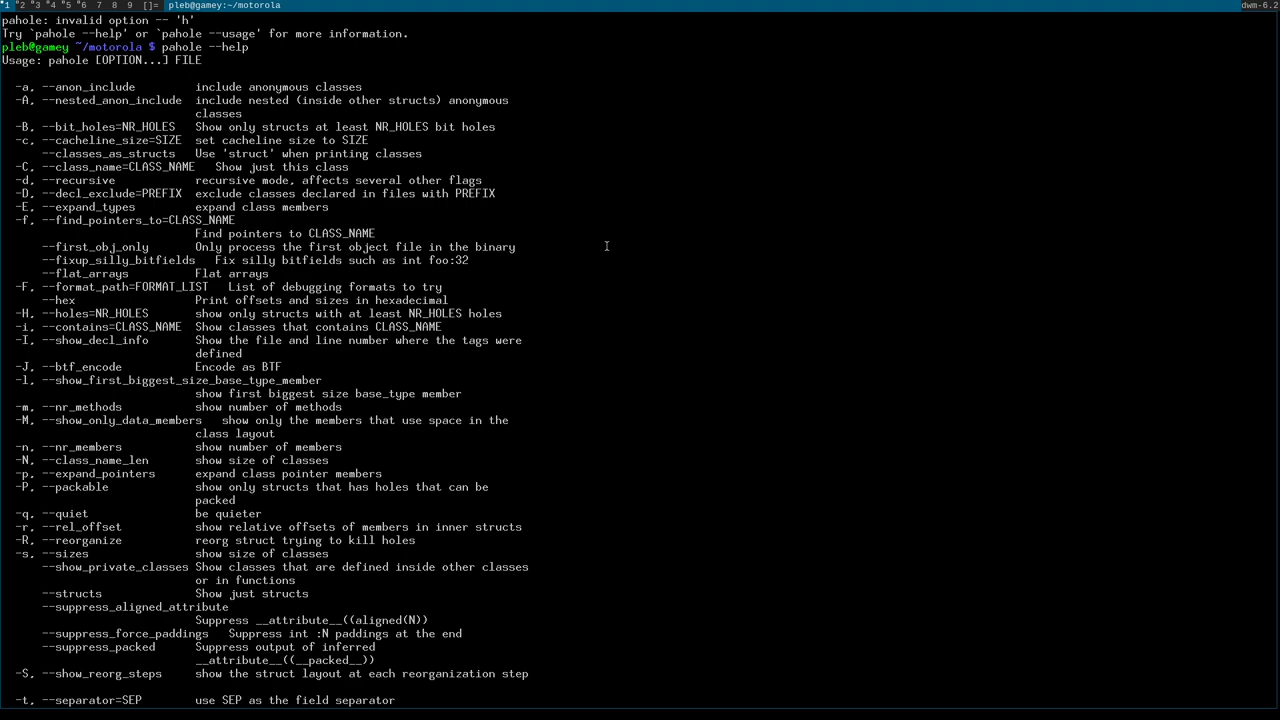 1 2 3 4 5 6 7 8 9 []= pleb@gamey:~/motorola dwm-6.2
pahole: invalid option -- 'h'
Try `pahole --help' or `pahole --usage' for more information.
pleb@gamey ~/motorola $ pahole --help
Usage: pahole [OPTION...] FILE
-a, --anon_include include anonymous classes
-A, --nested_anon_include include nested (inside other structs) anonymous
classes
-B, --bit_holes=NR_HOLES Show only structs at least NR_HOLES bit holes
-c, --cacheline_size=SIZE set cacheline size to SIZE
--classes_as_structs Use 'struct' when printing classes
-C, --class_name=CLASS_NAME Show just this class
-d, --recursive recursive mode, affects several other flags
-D, --decl_exclude=PREFIX exclude classes declared in files with PREFIX
-E, --expand_types expand class members
-f, --find_pointers_to=CLASS_NAME
Find pointers to CLASS_NAME
--first_obj_only Only process the first object file in the binary
--fixup_silly_bitfields Fix silly bitfields such as int foo:32
--flat_arrays Flat arrays
-F, --format_path=FORMAT_LIST List of debugging formats to try
--hex Print offsets and sizes in hexadecimal
-H, --holes=NR_HOLES show only structs with at least NR_HOLES holes
-i, --contains=CLASS_NAME Show classes that contains CLASS_NAME
-I, --show_decl_info Show the file and line number where the tags were
defined
-J, --btf_encode Encode as BTF
-l, --show_first_biggest_size_base_type_member
show first biggest size base_type member
-m, --nr_methods show number of methods
-M, --show_only_data_members show only the members that use space in the
class layout
-n, --nr_members show number of members
-N, --class_name_len show size of classes
-p, --expand_pointers expand class pointer members
-P, --packable show only structs that has holes that can be
packed
-q, --quiet be quieter
-r, --rel_offset show relative offsets of members in inner structs
-R, --reorganize reorg struct trying to kill holes
-s, --sizes show size of classes
--show_private_classes Show classes that are defined inside other classes
or in functions
--structs Show just structs
--suppress_aligned_attribute
Suppress __attribute__((aligned(N))
--suppress_force_paddings Suppress int :N paddings at the end
--suppress_packed Suppress output of inferred
__attribute__((__packed__))
-S, --show_reorg_steps show the struct layout at each reorganization step
-t, --separator=SEP use SEP as the field separator